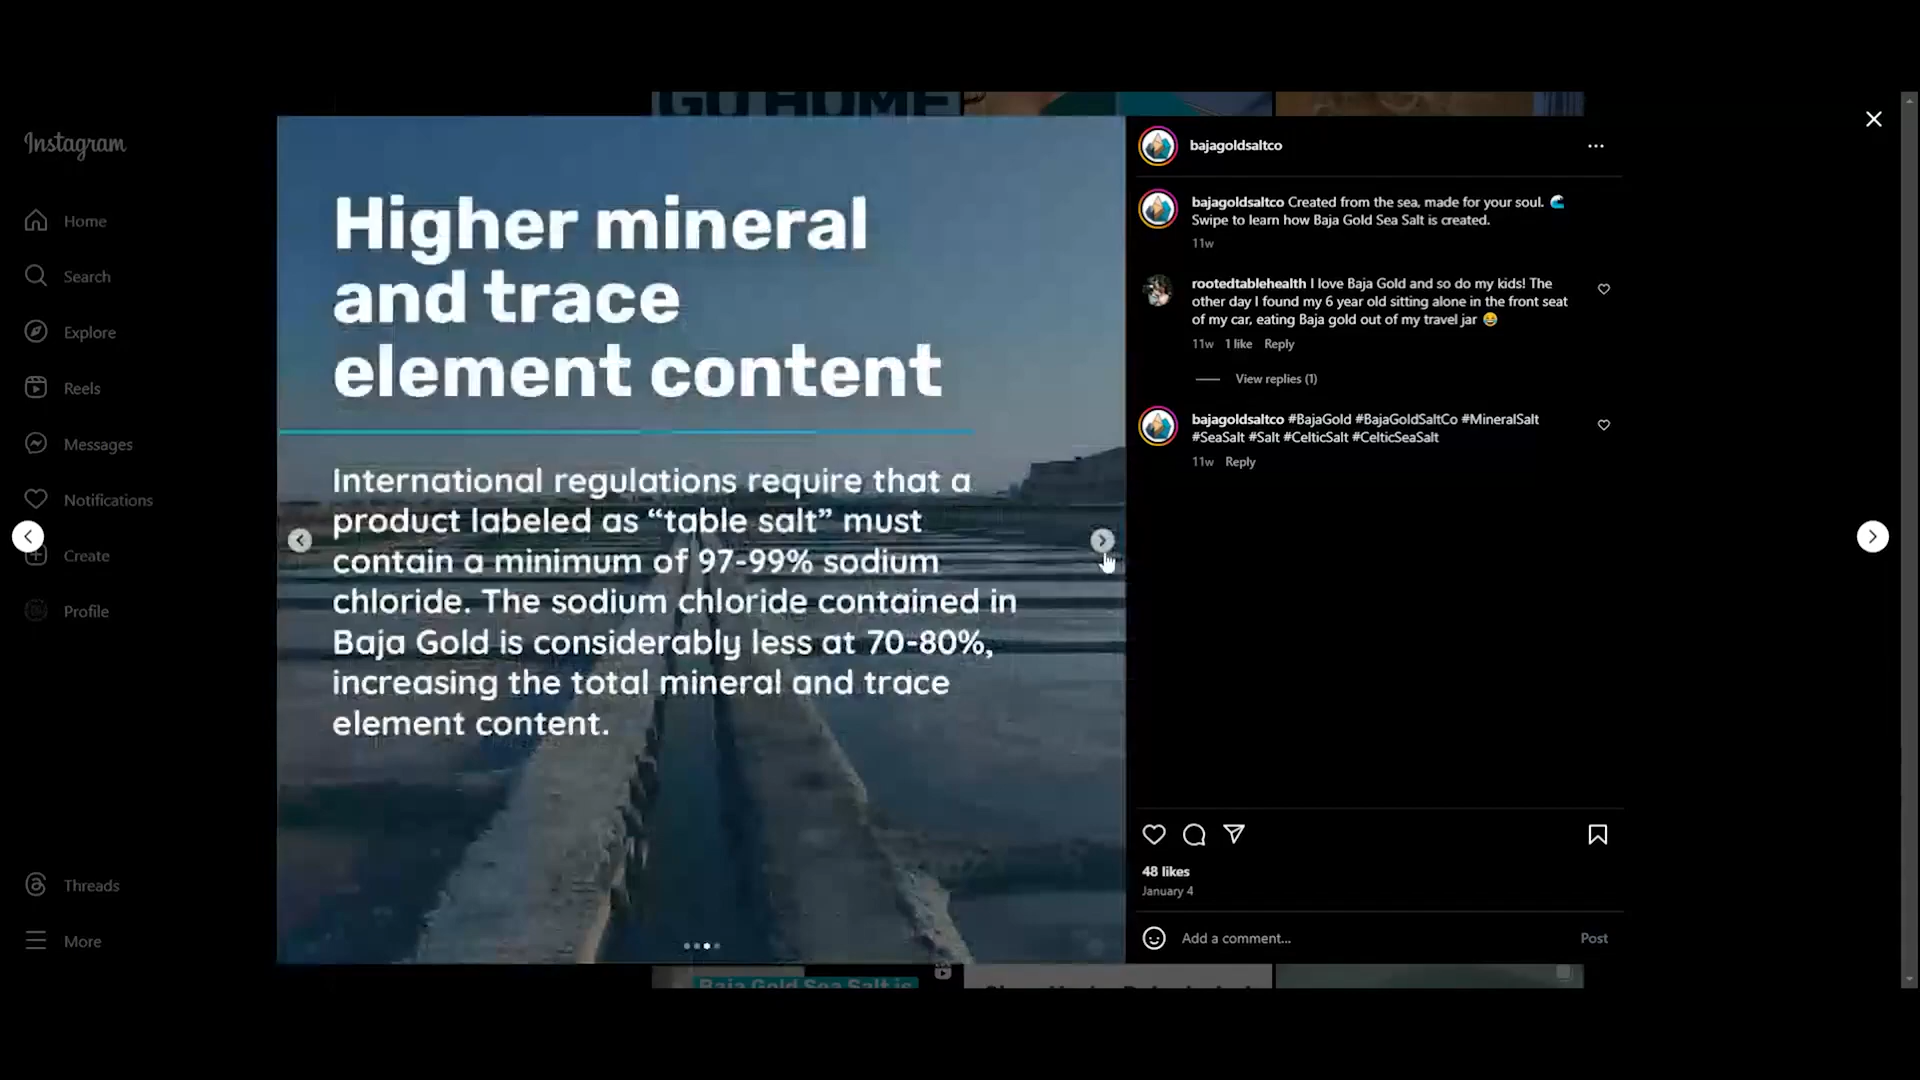 GO HOME
Instagram
Home
Search
Explore
Reels
Messages
Notifications
Create
Profile
Threads
More
Higher mineral
and trace
element content
International regulations require that a
product labeled as “table salt” must
contain a minimum of 97-99% sodium
chloride. The sodium chloride contained in
Baja Gold is considerably less at 70-80%,
increasing the total mineral and trace
element content.
bajagoldsaltco
bajagoldsaltco Created from the sea, made for your soul. 🌊
Swipe to learn how Baja Gold Sea Salt is created.
11w
rootedtablehealth I love Baja Gold and so do my kids! The
other day I found my 6 year old sitting alone in the front seat
of my car, eating Baja gold out of my travel jar 😂
11w 1 like Reply
View replies (1)
bajagoldsaltco #BajaGold #BajaGoldSaltCo #MineralSalt
#SeaSalt #Salt #CelticSalt #CelticSeaSalt
11w Reply
48 likes
January 4
Add a comment... Post
Baja Gold Sea Salt is